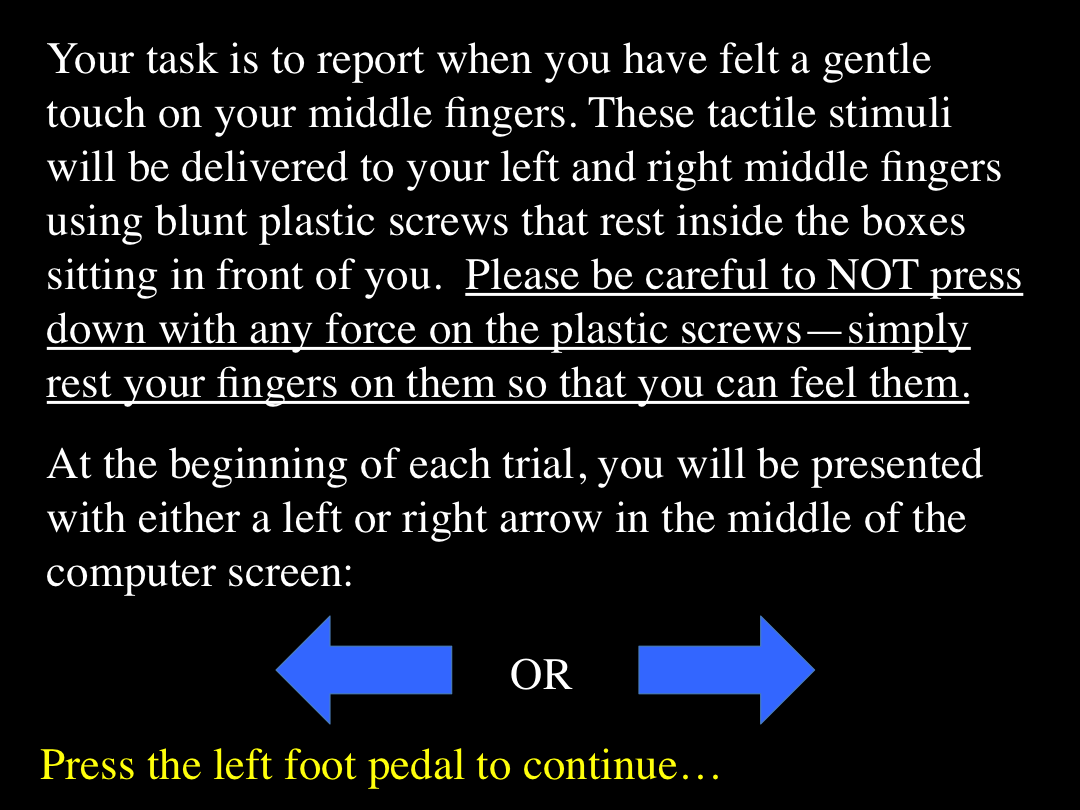 Your task is to report when you have felt a gentle
touch on your middle fingers. These tactile stimuli
will be delivered to your left and right middle fingers
using blunt plastic screws that rest inside the boxes
sitting in front of you.  Please be careful to NOT press
down with any force on the plastic screws—simply
rest your fingers on them so that you can feel them.
At the beginning of each trial, you will be presented
with either a left or right arrow in the middle of the
computer screen:
OR
Press the left foot pedal to continue…